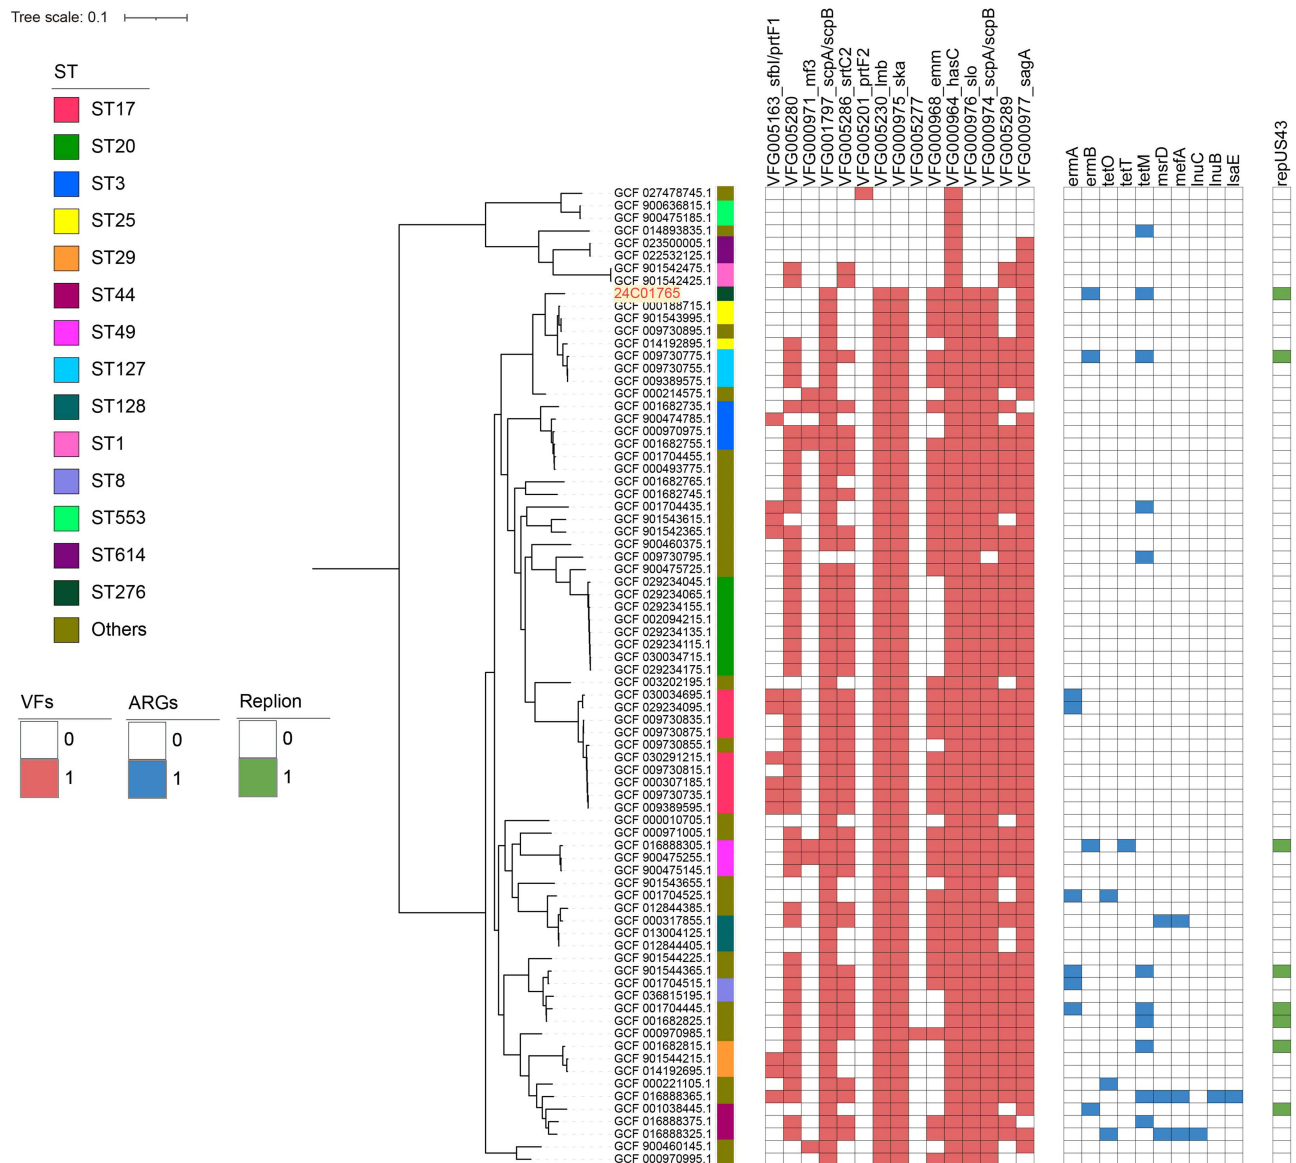 Tree scale: 0.1
ST
ST17
ST20
ST3
ST25
ST29
ST44
ST49
ST127
ST128
ST1
ST8
ST553
ST614
ST276
Others
VFs
0
1
ARGs
0
1
Replion
0
1
VFG005163_sfbI/prtF1
VFG005280
VFG000971_mf3
VFG001797_scpA/scpB
VFG005286_srtC2
VFG005201_prtF2
VFG005230_lmb
VFG000975_ska
VFG005277
VFG000968_emm
VFG000964_hasC
VFG000976_slo
VFG000974_scpA/scpB
VFG005289
VFG000977_sagA
ermA
ermB
tetO
tetT
tetM
msrD
mefA
lnuC
lnuB
lsaE
repUS43
GCF 027478745.1
GCF 900636815.1
GCF 900475185.1
GCF 014893835.1
GCF 023500005.1
GCF 022532125.1
GCF 901542475.1
GCF 901542425.1
24C01765
GCF 000188715.1
GCF 901543995.1
GCF 009730895.1
GCF 014192895.1
GCF 009730775.1
GCF 009730755.1
GCF 009389575.1
GCF 000214575.1
GCF 001682735.1
GCF 900474785.1
GCF 000970975.1
GCF 001682755.1
GCF 001704455.1
GCF 000493775.1
GCF 001682765.1
GCF 001682745.1
GCF 001704435.1
GCF 901543615.1
GCF 901542365.1
GCF 900460375.1
GCF 009730795.1
GCF 900475725.1
GCF 029234045.1
GCF 029234065.1
GCF 029234155.1
GCF 002094215.1
GCF 029234135.1
GCF 029234115.1
GCF 030034715.1
GCF 029234175.1
GCF 003202195.1
GCF 030034695.1
GCF 029234095.1
GCF 009730835.1
GCF 009730875.1
GCF 009730855.1
GCF 030291215.1
GCF 009730815.1
GCF 000307185.1
GCF 009730735.1
GCF 009389595.1
GCF 000010705.1
GCF 000971005.1
GCF 016888305.1
GCF 900475255.1
GCF 900475145.1
GCF 901543655.1
GCF 001704525.1
GCF 012844385.1
GCF 000317855.1
GCF 013004125.1
GCF 012844405.1
GCF 901544225.1
GCF 901544365.1
GCF 001704515.1
GCF 036815195.1
GCF 001704445.1
GCF 001682825.1
GCF 000970985.1
GCF 001682815.1
GCF 901544215.1
GCF 014192695.1
GCF 000221105.1
GCF 016888365.1
GCF 001038445.1
GCF 016888375.1
GCF 016888325.1
GCF 900460145.1
GCF 000970995.1